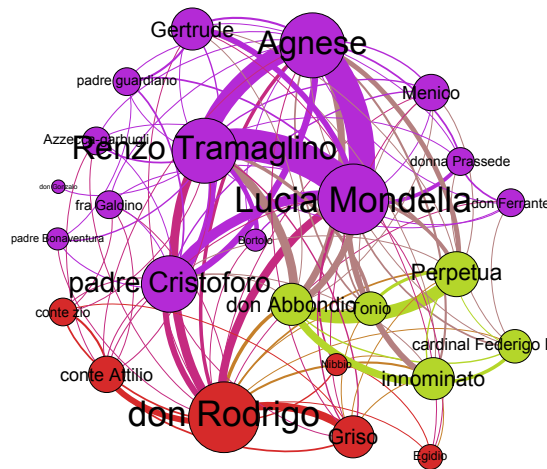 Gertrude
Agnese
padre guardiano
Menico
Azzecca-garbugli
Renzo Tramaglino
donna Prassede
don Gonzalo
Lucia Mondella
fra Galdino
don Ferrante
padre Bonaventura
Bortolo
padre Cristoforo
Perpetua
don Abbondio
Tonio
conte zio
cardinal Federigo
Nibbio
conte Attilio
innominato
don Rodrigo
Griso
Egidio